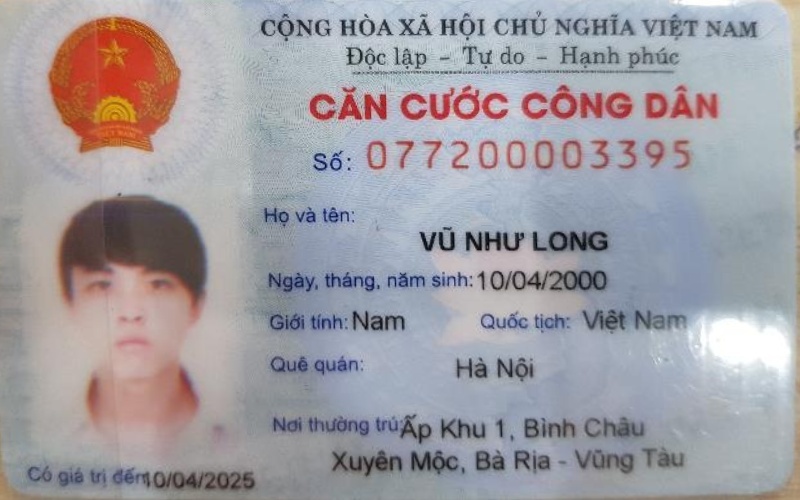 CỘNG HÒA XÃ HỘI CHỦ NGHĨA VIỆT NAM
Độc lập – Tự do – Hạnh phúc
CĂN CƯỚC CÔNG DÂN
Số: 077200003395
Họ và tên:
VŨ NHƯ LONG
Ngày, tháng, năm sinh: 10/04/2000
Giới tính: Nam Quốc tịch: Việt Nam
Quê quán: Hà Nội
Nơi thường trú: Ấp Khu 1, Bình Châu
Xuyên Mộc, Bà Rịa - Vũng Tàu
Có giá trị đến 10/04/2025
VIỆT NAM